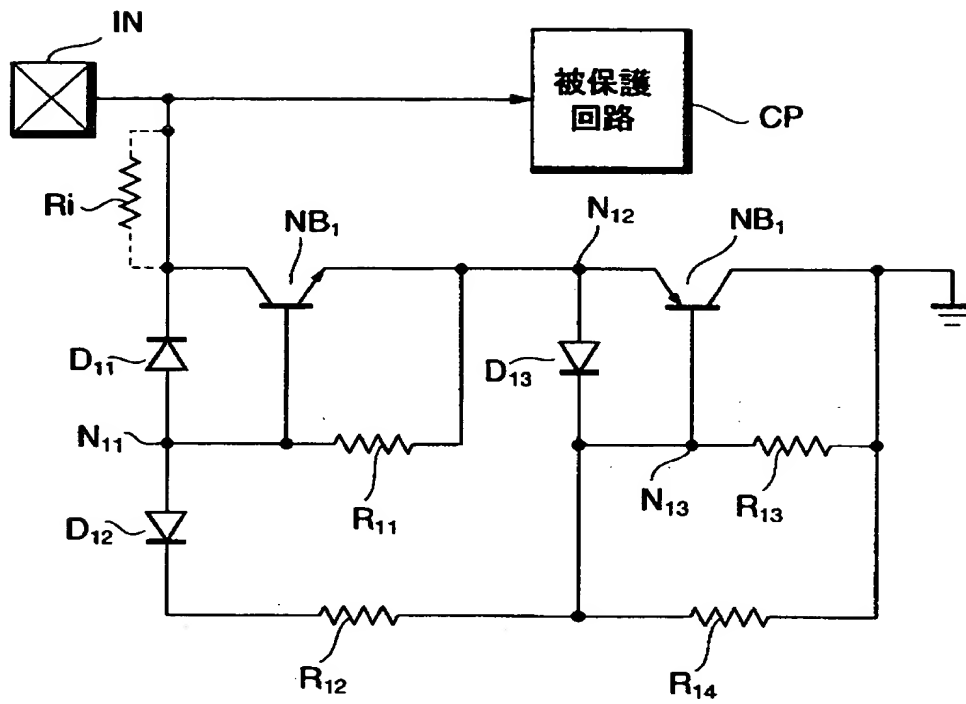 IN
被保護
回路
CP
Ri
NB₁
N₁₂
NB₁
D₁₁
D₁₃
N₁₁
R₁₁
N₁₃
R₁₃
D₁₂
R₁₂
R₁₄